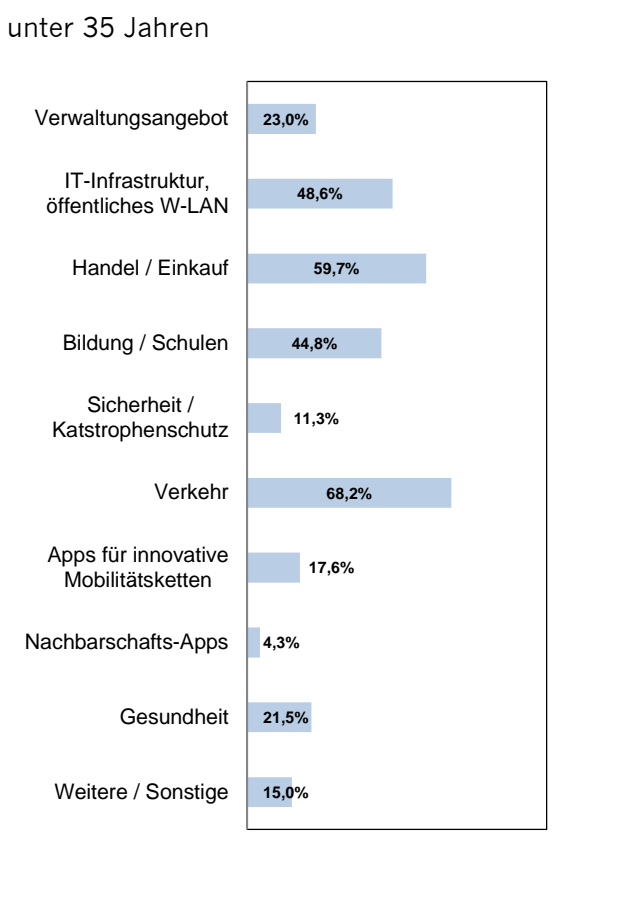 unter 35 Jahren
Verwaltungsangebot 23,0%
IT-Infrastruktur,
öffentliches W-LAN 48,6%
Handel / Einkauf 59,7%
Bildung / Schulen 44,8%
Sicherheit /
Katstrophenschutz 11,3%
Verkehr 68,2%
Apps für innovative
Mobilitätsketten 17,6%
Nachbarschafts-Apps 4,3%
Gesundheit 21,5%
Weitere / Sonstige 15,0%